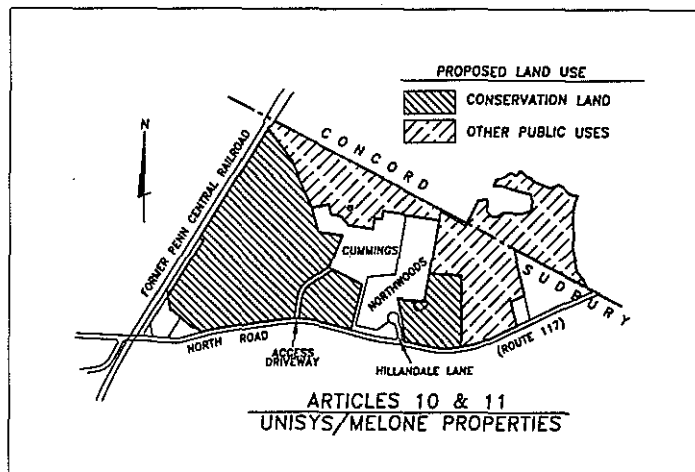 PROPOSED LAND USE
CONSERVATION LAND
OTHER PUBLIC USES
N
CONCORD
FORMER PENN CENTRAL RAILROAD
CUMMINGS
NORTHWOODS
SUDBURY
NORTH ROAD
(ROUTE 117)
ACCESS
DRIVEWAY
HILLANDALE LANE
ARTICLES 10 & 11
UNISYS/MELONE PROPERTIES